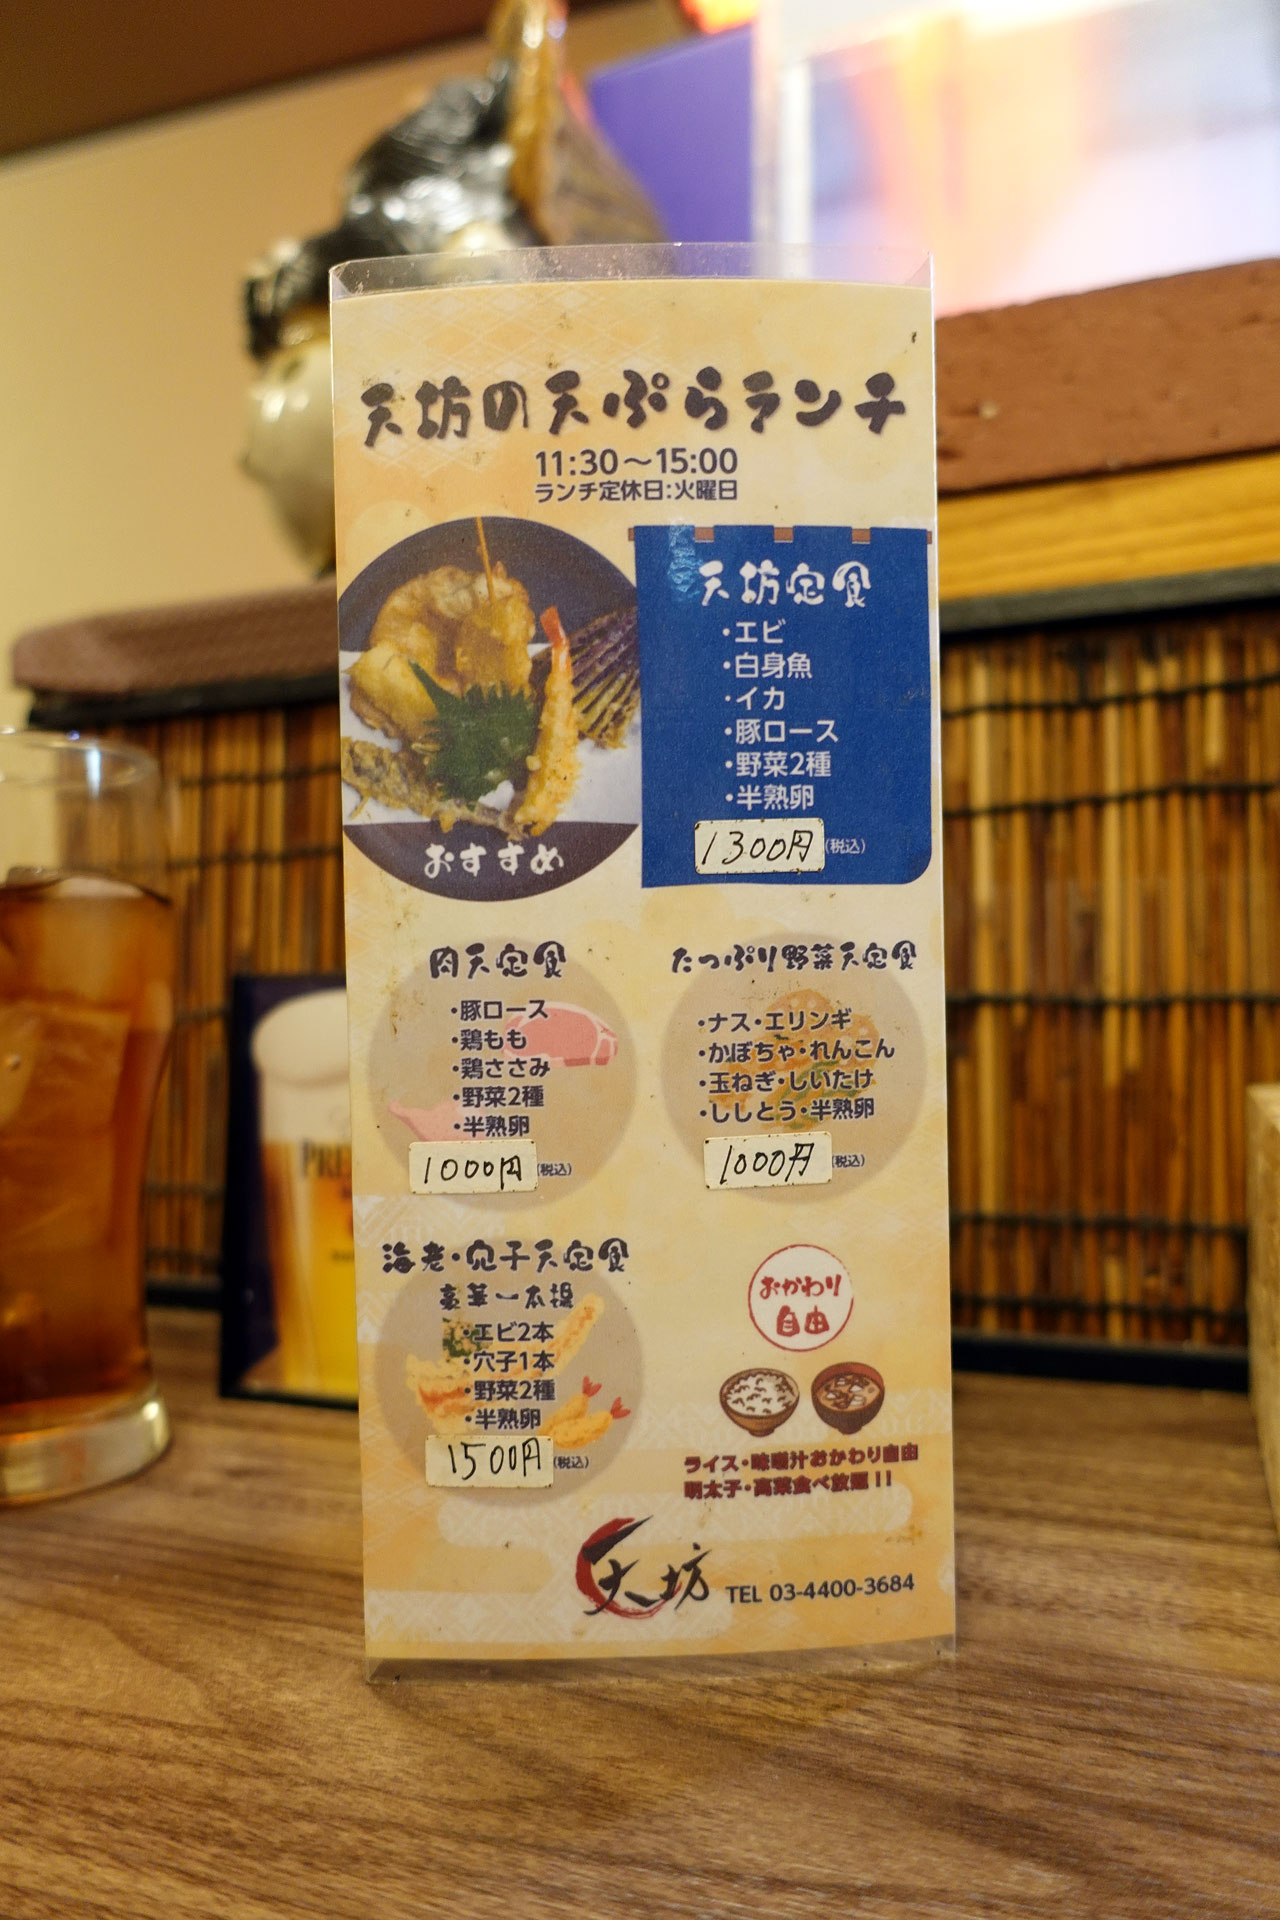 天坊の天ぷらランチ
11:30～15:00
ランチ定休日:火曜日
おすすめ
天坊定食
・エビ
・白身魚
・イカ
・豚ロース
・野菜2種
・半熟卵
1300円(税込)
肉天定食
・豚ロース
・鶏もも
・鶏ささみ
・野菜2種
・半熟卵
1000円(税込)
たっぷり野菜天定食
・ナス・エリンギ
・かぼちゃ・れんこん
・玉ねぎ・しいたけ
・ししとう・半熟卵
1000円(税込)
海老・穴子天定食
豪華一本揚
・エビ2本
・穴子1本
・野菜2種
・半熟卵
1500円(税込)
おかわり
自由
ライス・味噌汁おかわり自由
明太子・高菜食べ放題!!
天坊 TEL 03-4400-3684